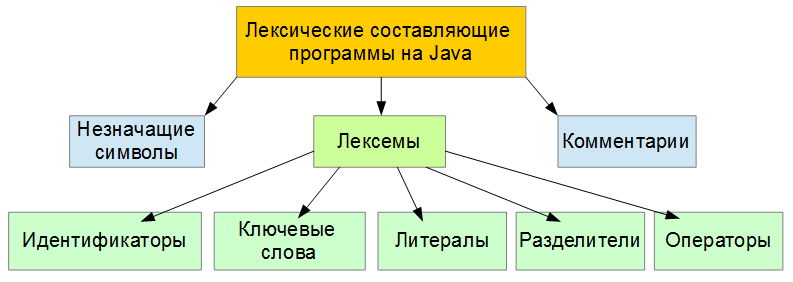 Лексические составляющие
программы на Java
Незначащие
символы
Лексемы
Комментарии
Идентификаторы
Ключевые
слова
Литералы
Разделители
Операторы